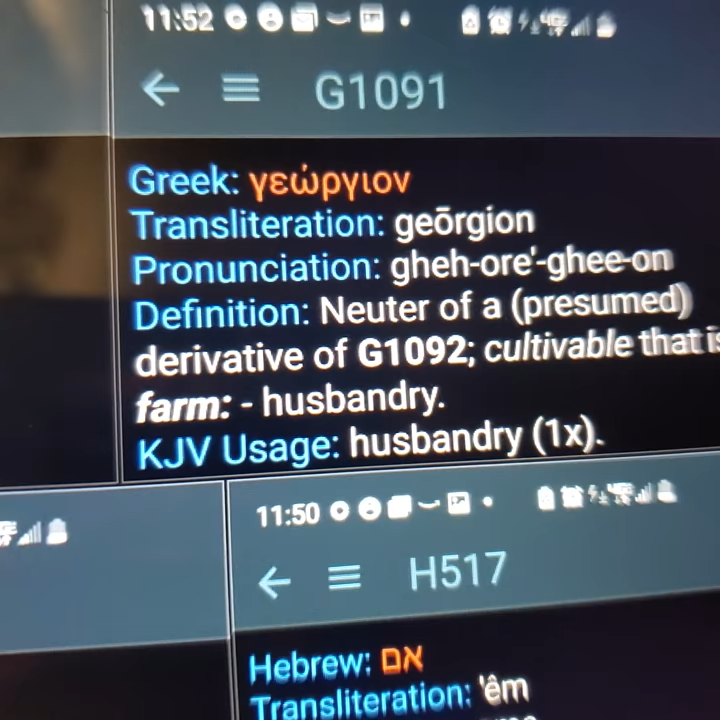 11:52
G1091
Greek: γεώργιον
Transliteration: geōrgion
Pronunciation: gheh-ore'-ghee-on
Definition: Neuter of a (presumed)
derivative of G1092; cultivable that is
farm: - husbandry.
KJV Usage: husbandry (1x).
11:50
H517
Hebrew: אם
Transliteration: 'êm